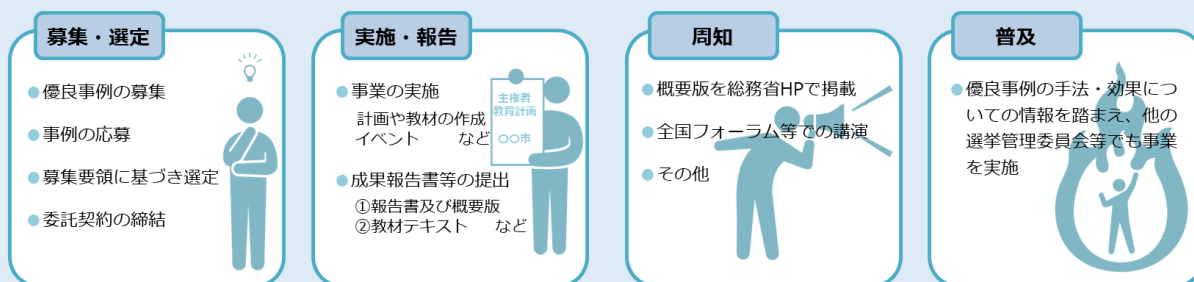 募集・選定
●優良事例の募集
●事例の応募
●募集要領に基づき選定
●委託契約の締結
実施・報告
●事業の実施
計画や教材の作成
イベント　　など
主権者
教育計画
〇〇市
●成果報告書等の提出
①報告書及び概要版
②教材テキスト　など
周知
●概要版を総務省HPで掲載
●全国フォーラム等での講演
●その他
普及
●優良事例の手法・効果につ
いての情報を踏まえ、他の
選挙管理委員会等でも事業
を実施